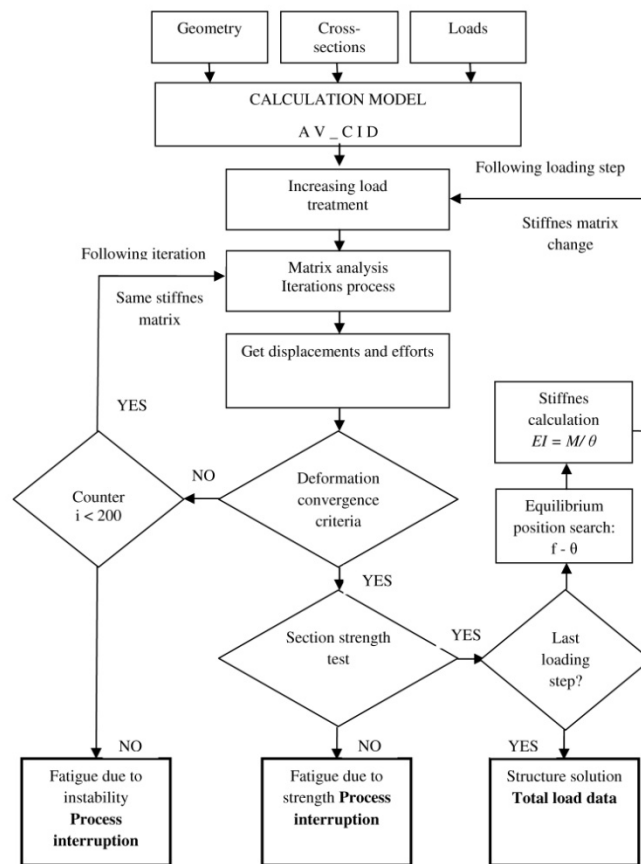 Geometry
Cross-
sections
Loads
CALCULATION MODEL
A V _ C I D
Following loading step
Increasing load
treatment
Stiffnes matrix
change
Following iteration
Matrix analysis
Iterations process
Same stiffnes
matrix
Get displacements and efforts
YES
Stiffnes
calculation
EI = M/ θ
NO
Deformation
convergence
criteria
Counter
i < 200
Equilibrium
position search:
f - θ
YES
Section strength
test
YES
Last
loading
step?
NO
NO
YES
Fatigue due to
instability
Process
interruption
Fatigue due to
strength Process
interruption
Structure solution
Total load data